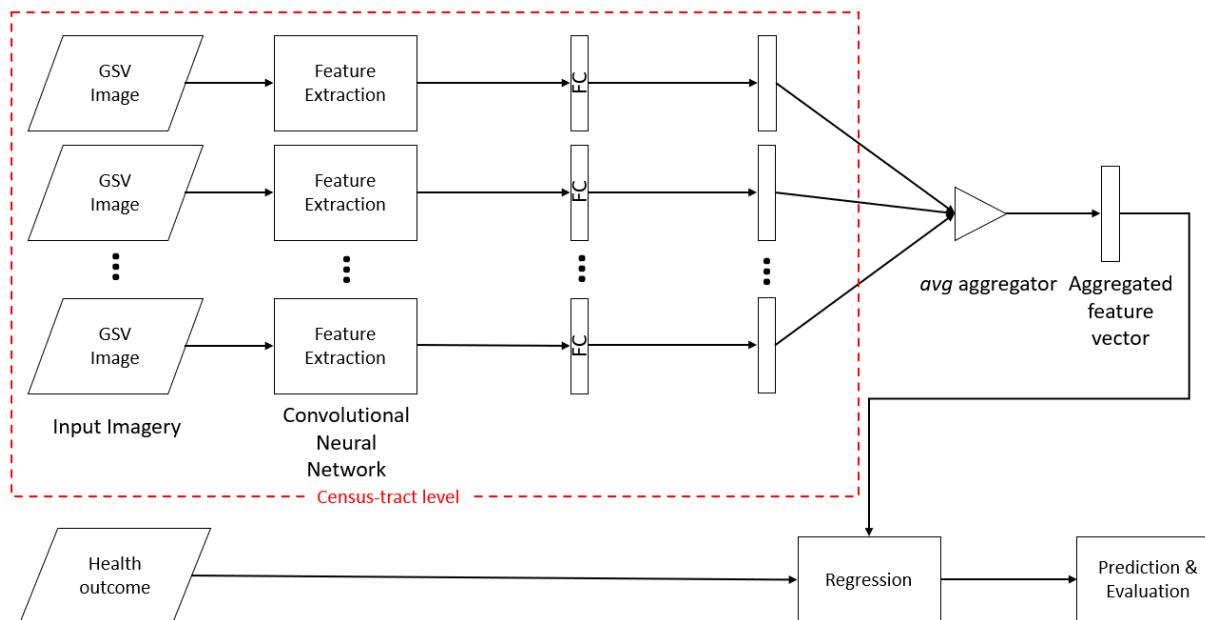 GSV
Image
Feature
Extraction
FC
GSV
Image
Feature
Extraction
FC
avg aggregator
Aggregated
feature
vector
GSV
Image
Feature
Extraction
FC
Input Imagery
Convolutional
Neural
Network
Census-tract level
Health
outcome
Regression
Prediction &
Evaluation